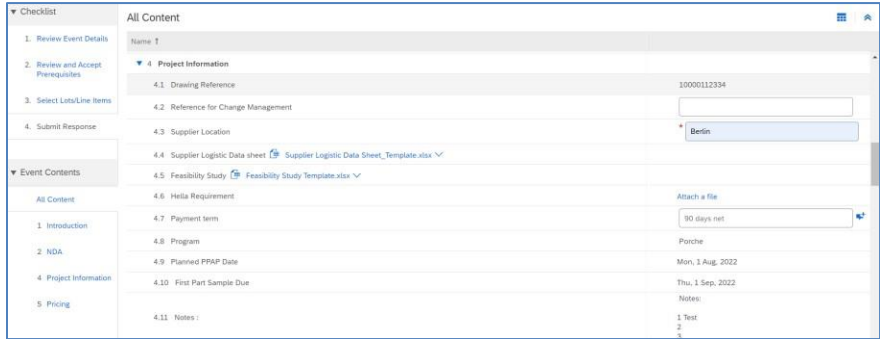 ▼ Checklist
1. Review Event Details
2. Review and Accept
Prerequisites
3. Select Lots/Line Items
4. Submit Response
▼ Event Contents
All Content
1 Introduction
2 NDA
4 Project Information
5 Pricing
All Content
Name ↑
▼ 4 Project Information
4.1 Drawing Reference 10000112334
4.2 Reference for Change Management
4.3 Supplier Location * Berlin
4.4 Supplier Logistic Data sheet Supplier Logistic Data Sheet_Template.xlsx
4.5 Feasibility Study Feasibility Study Template.xlsx
4.6 Hella Requirement Attach a file
4.7 Payment term 90 days net
4.8 Program Porche
4.9 Planned PPAP Date Mon, 1 Aug, 2022
4.10 First Part Sample Due Thu, 1 Sep, 2022
Notes:
4.11 Notes : 1 Test
2
3